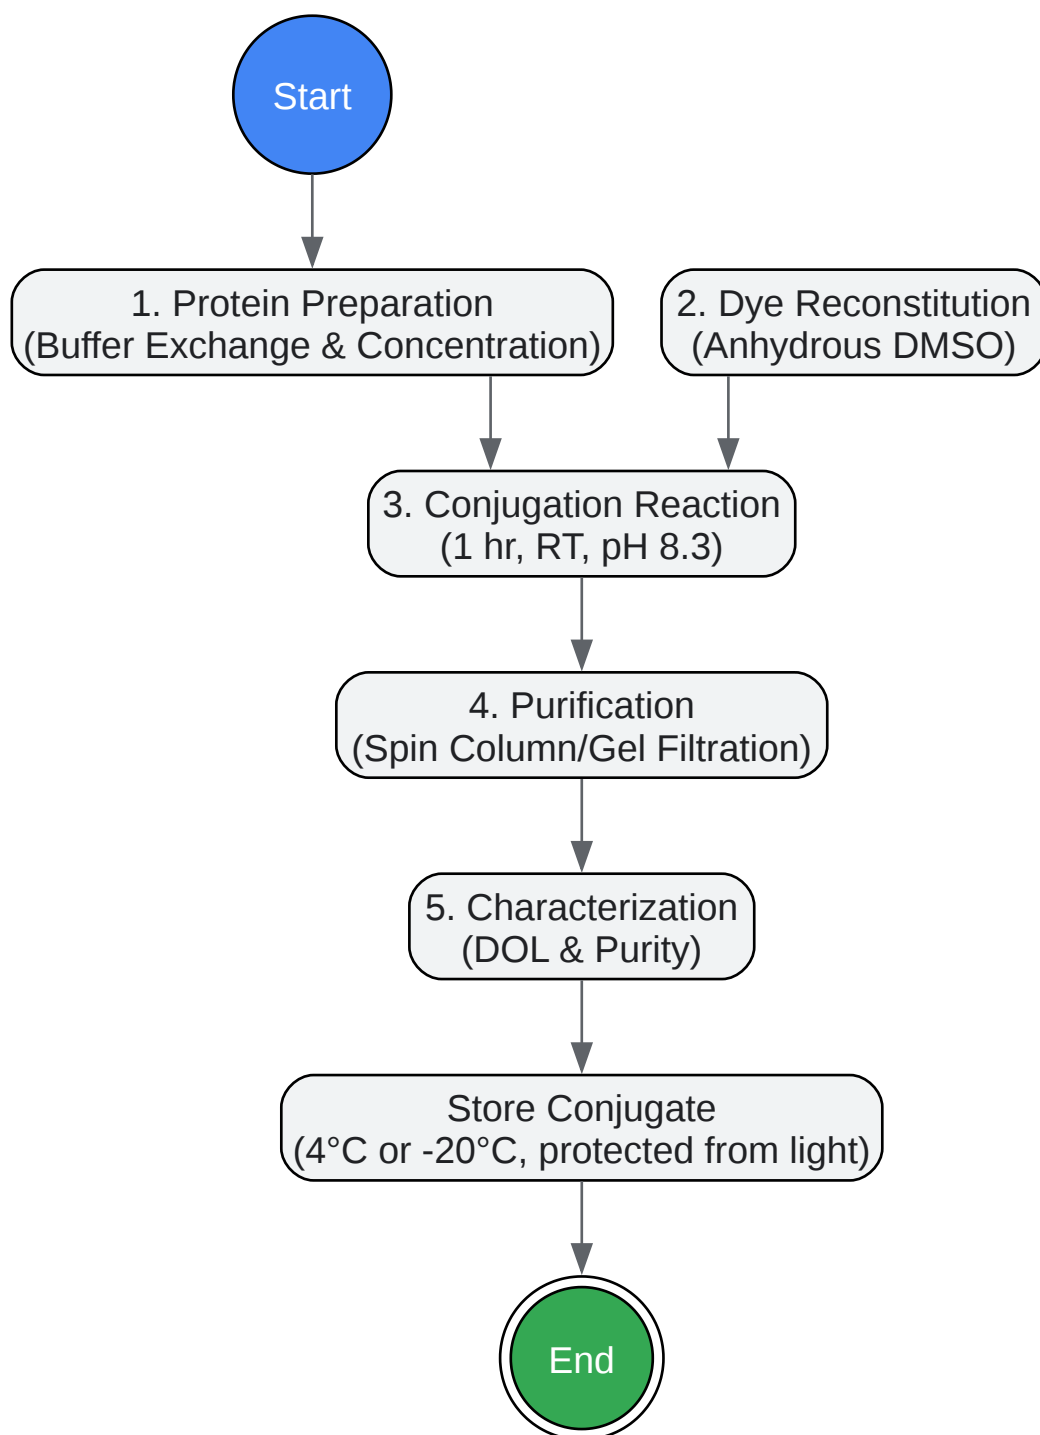 Start
1. Protein Preparation
(Buffer Exchange & Concentration)
2. Dye Reconstitution
(Anhydrous DMSO)
3. Conjugation Reaction
(1 hr, RT, pH 8.3)
4. Purification
(Spin Column/Gel Filtration)
5. Characterization
(DOL & Purity)
Store Conjugate
(4°C or -20°C, protected from light)
End